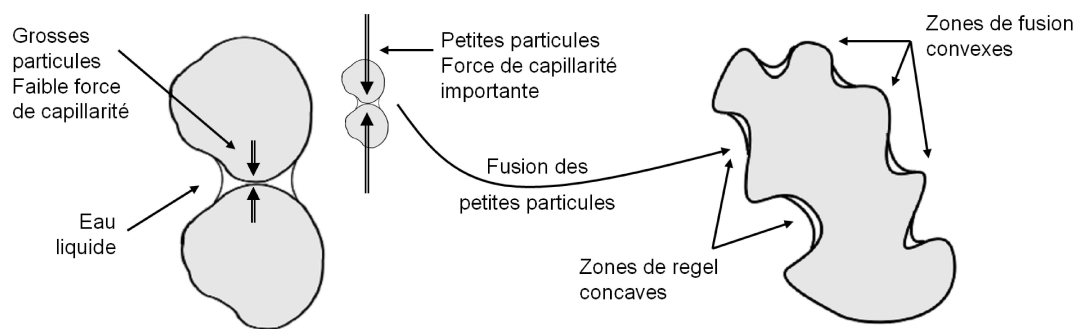 Grosses
particules
Faible force
de capillarité
Petites particules
Force de capillarité
importante
Eau
liquide
Fusion des
petites particules
Zones de fusion
convexes
Zones de regel
concaves